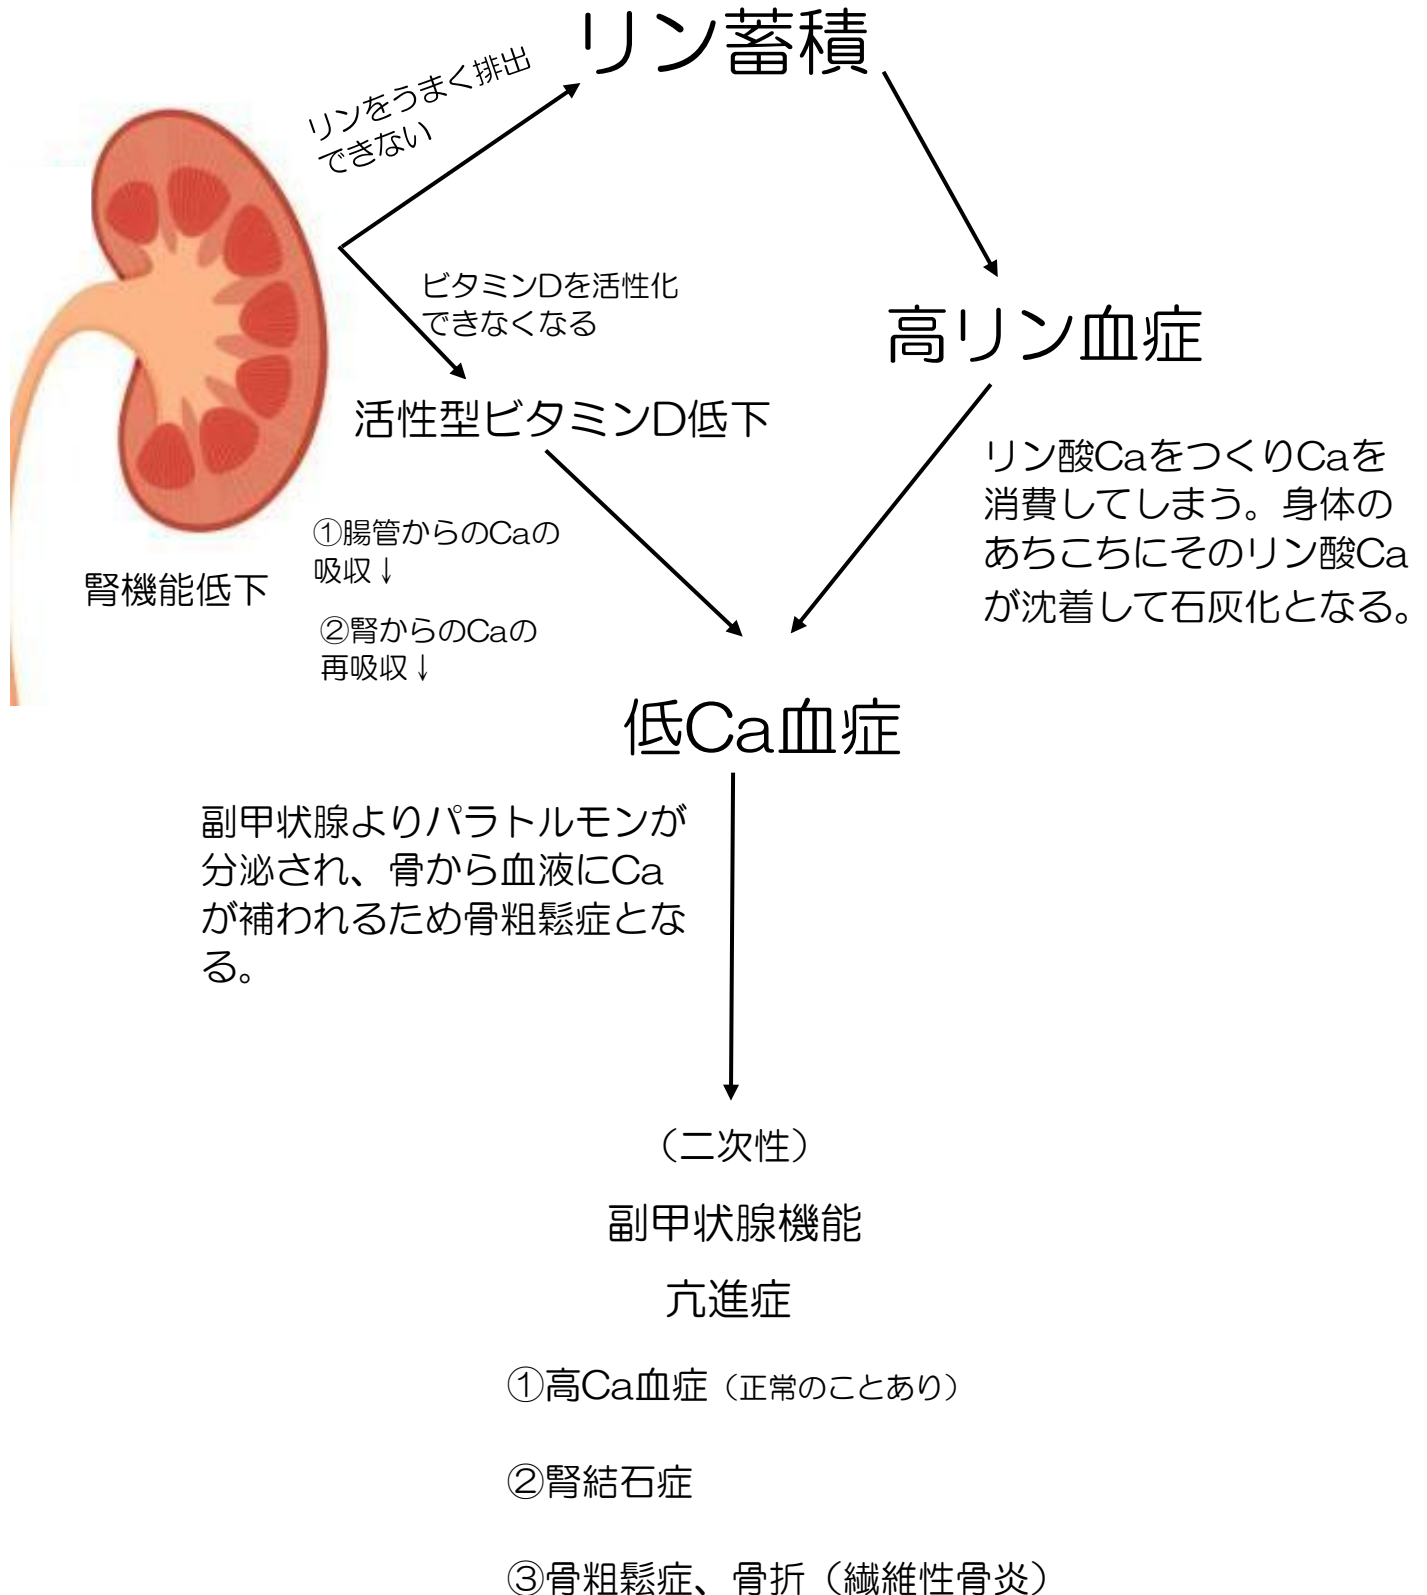 リン蓄積
リンをうまく排出
できない
ビタミンDを活性化
できなくなる
高リン血症
活性型ビタミンD低下
リン酸CaをつくりCaを
消費してしまう。身体の
あちこちにそのリン酸Ca
が沈着して石灰化となる。
①腸管からのCaの
吸収↓
腎機能低下
②腎からのCaの
再吸収↓
低Ca血症
副甲状腺よりパラトルモンが
分泌され、骨から血液にCa
が補われるため骨粗鬆症とな
る。
（二次性）
副甲状腺機能
亢進症
①高Ca血症（正常のことあり）
②腎結石症
③骨粗鬆症、骨折（繊維性骨炎）